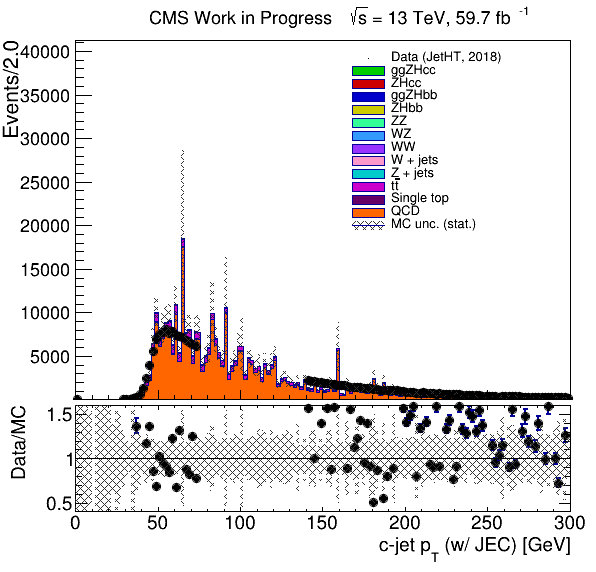 CMS Work in Progress √s = 13 TeV, 59.7 fb⁻¹
Events/2.0
40000
35000
30000
25000
20000
15000
10000
5000
Data (JetHT, 2018)
ggZHcc
ZHcc
ggZHbb
ZHbb
ZZ
WZ
WW
W + jets
Z + jets
tt̅
Single top
QCD
MC unc. (stat.)
Data/MC
1.5
1
0.5
0 50 100 150 200 250 300
c-jet p_T (w/ JEC) [GeV]